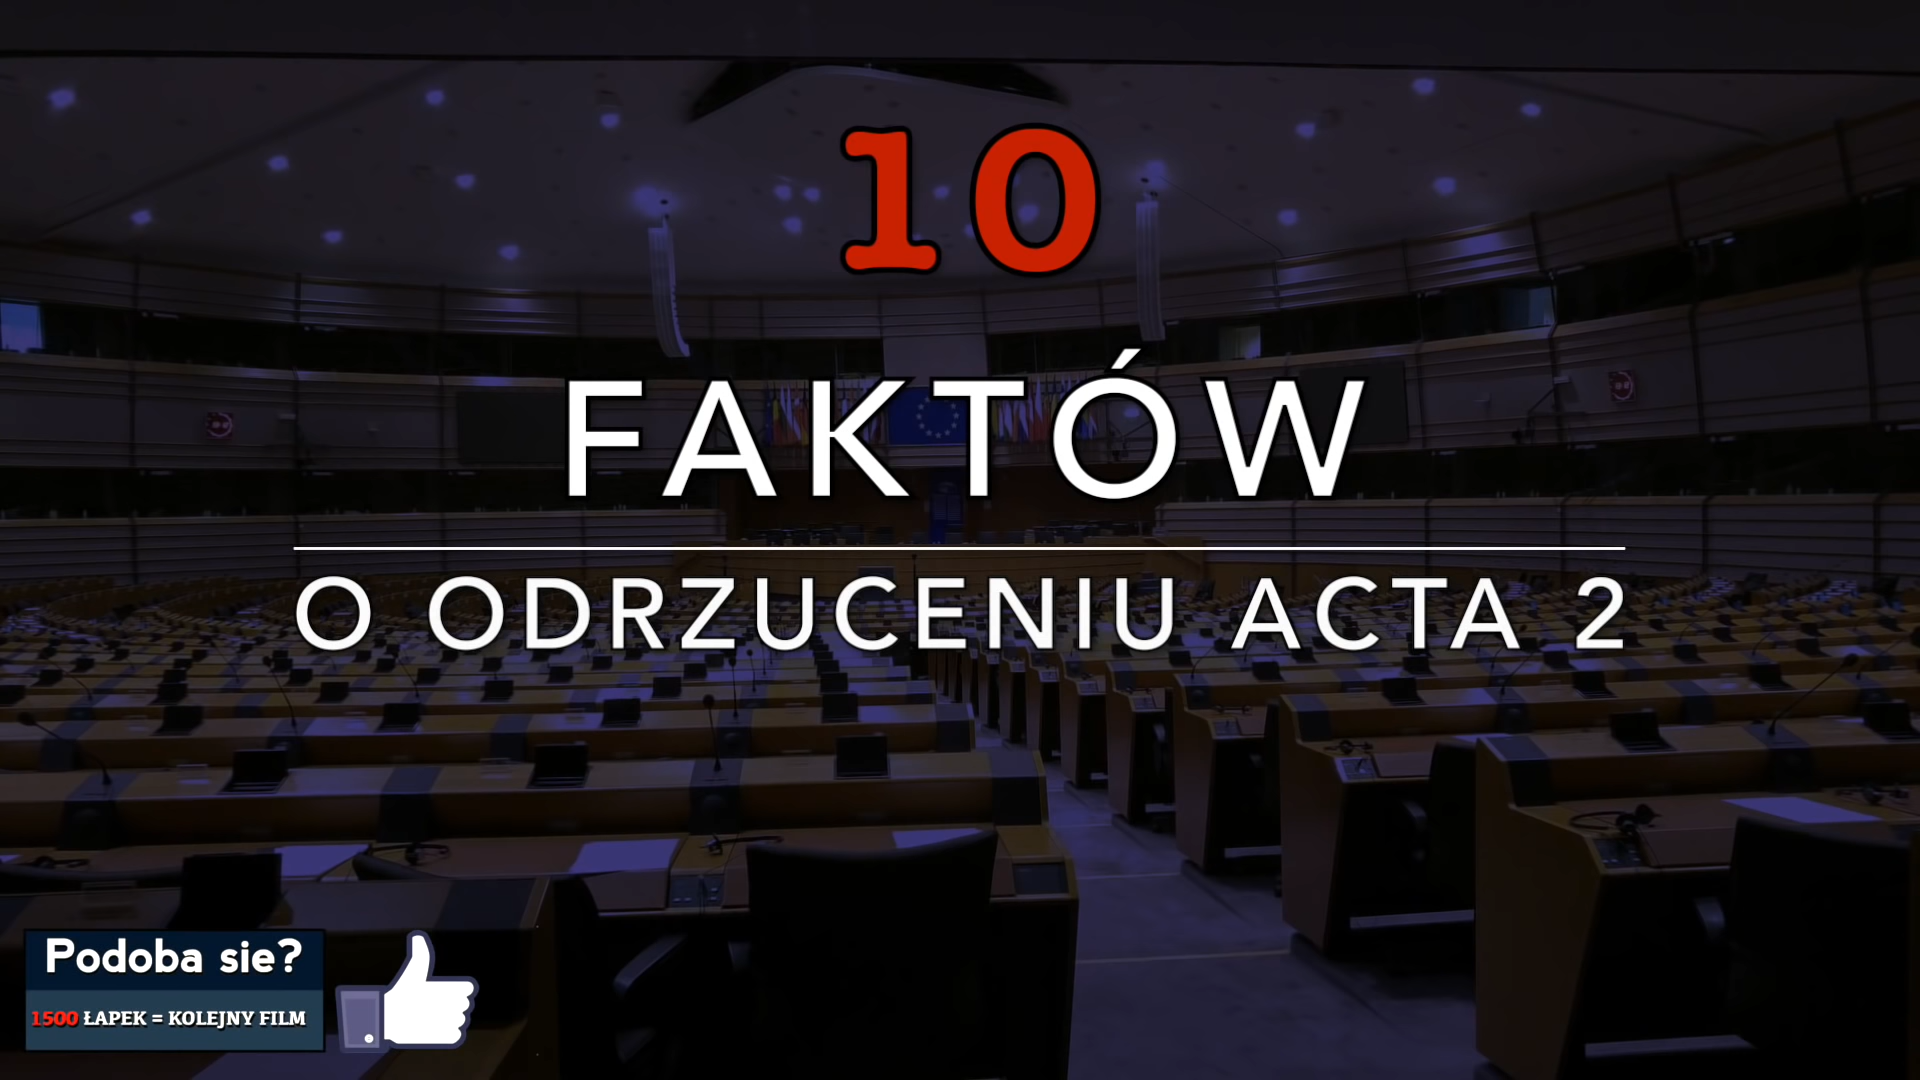 10
FAKTÓW
O ODRZUCENIU ACTA 2
Podoba sie?
1500 ŁAPEK = KOLEJNY FILM